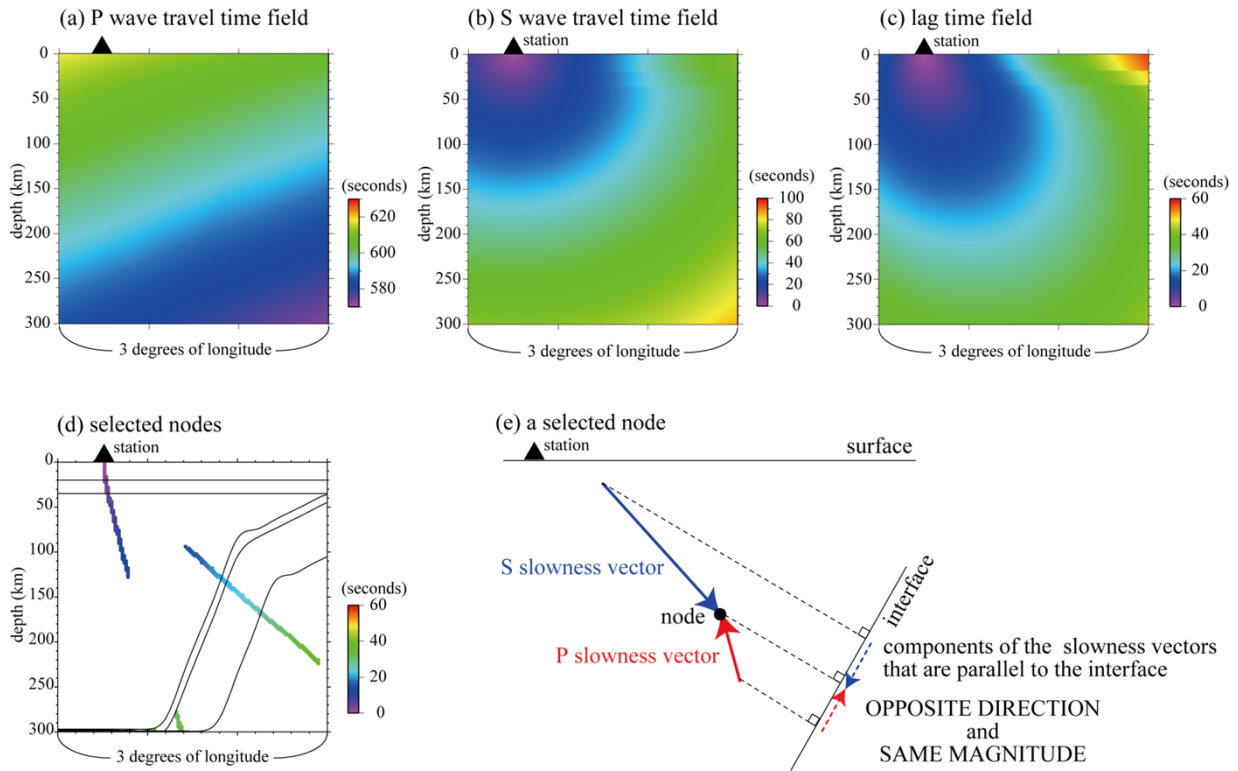 (a) P wave travel time field
0
50
100
150
200
250
300
depth (km)
3 degrees of longitude
(seconds)
620
600
580
(b) S wave travel time field
station
0
50
100
150
200
250
300
depth (km)
3 degrees of longitude
(seconds)
100
80
60
40
20
0
(c) lag time field
station
0
50
100
150
200
250
300
depth (km)
3 degrees of longitude
(seconds)
60
40
20
0
(d) selected nodes
station
0
50
100
150
200
250
300
depth (km)
3 degrees of longitude
(seconds)
60
40
20
0
(e) a selected node
station
surface
S slowness vector
node
P slowness vector
interface
components of the slowness vectors
that are parallel to the interface
OPPOSITE DIRECTION
and
SAME MAGNITUDE